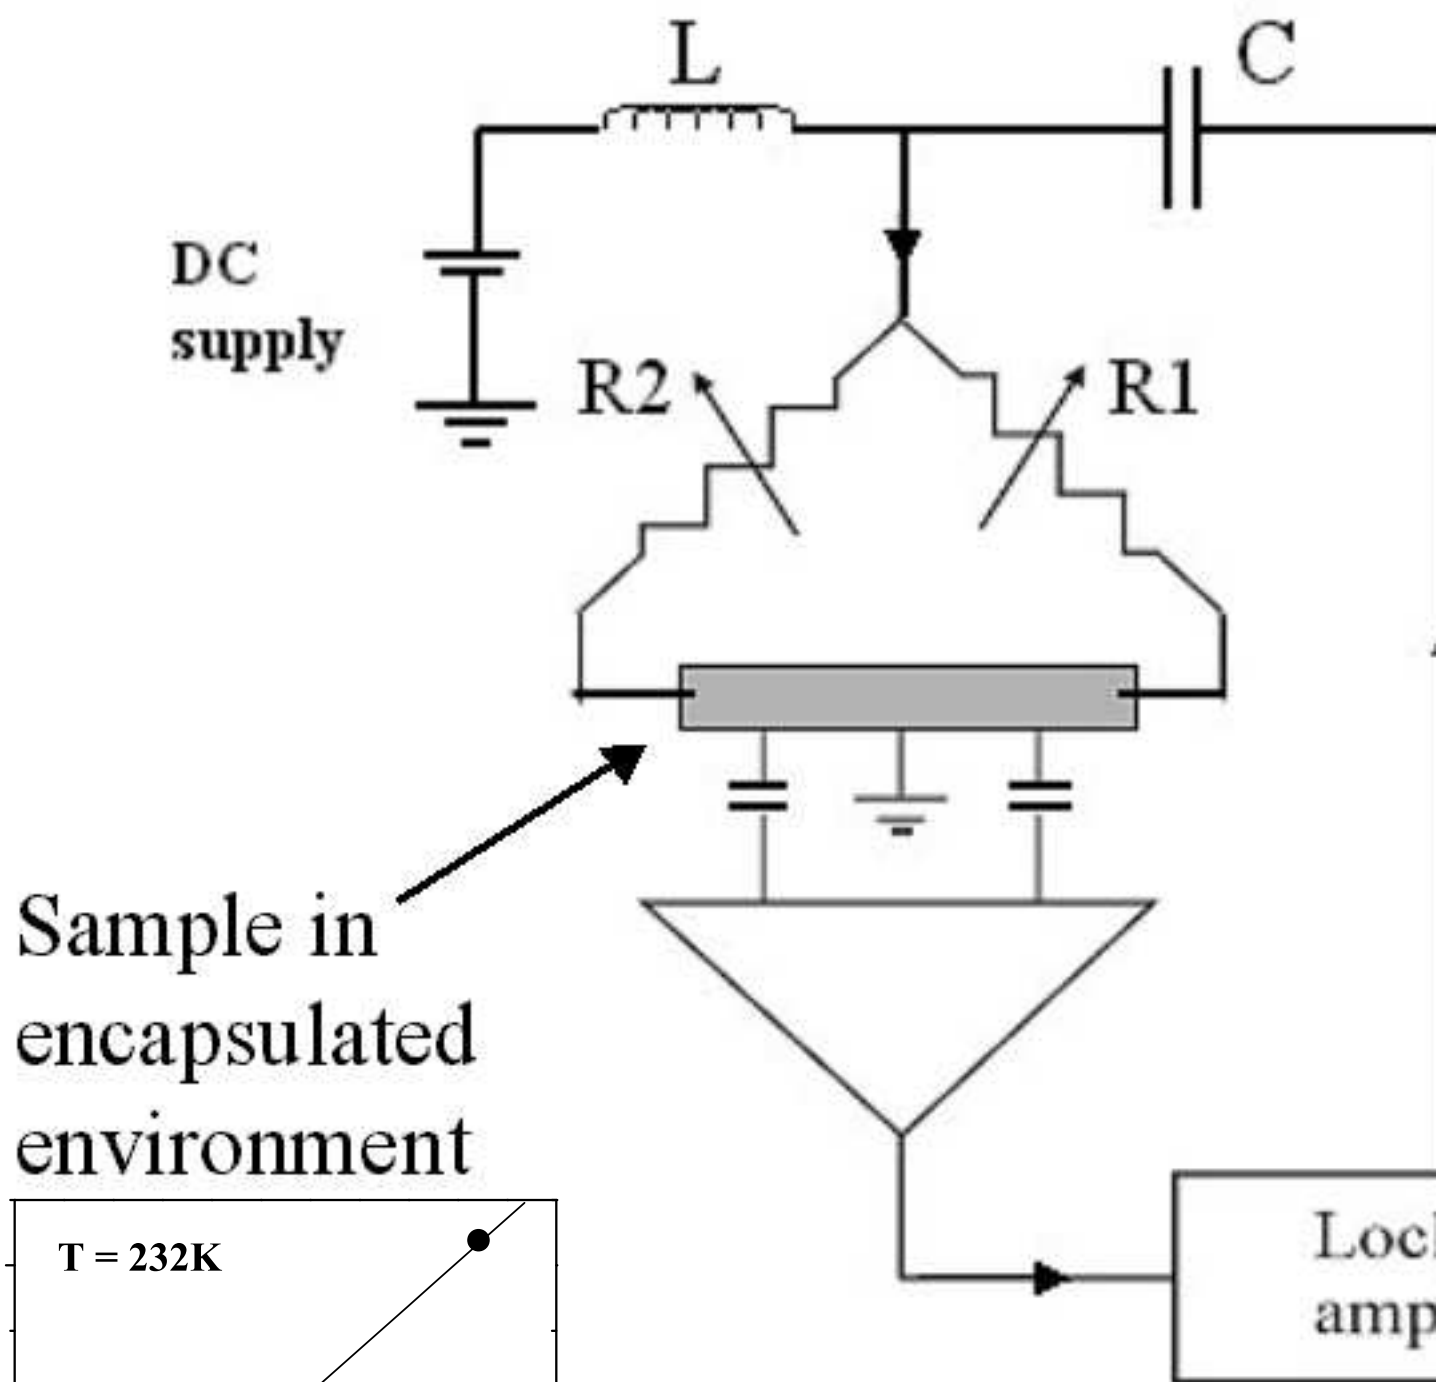 L
C
DC
supply
R2
R1
Sample in
encapsulated
environment
T = 232K